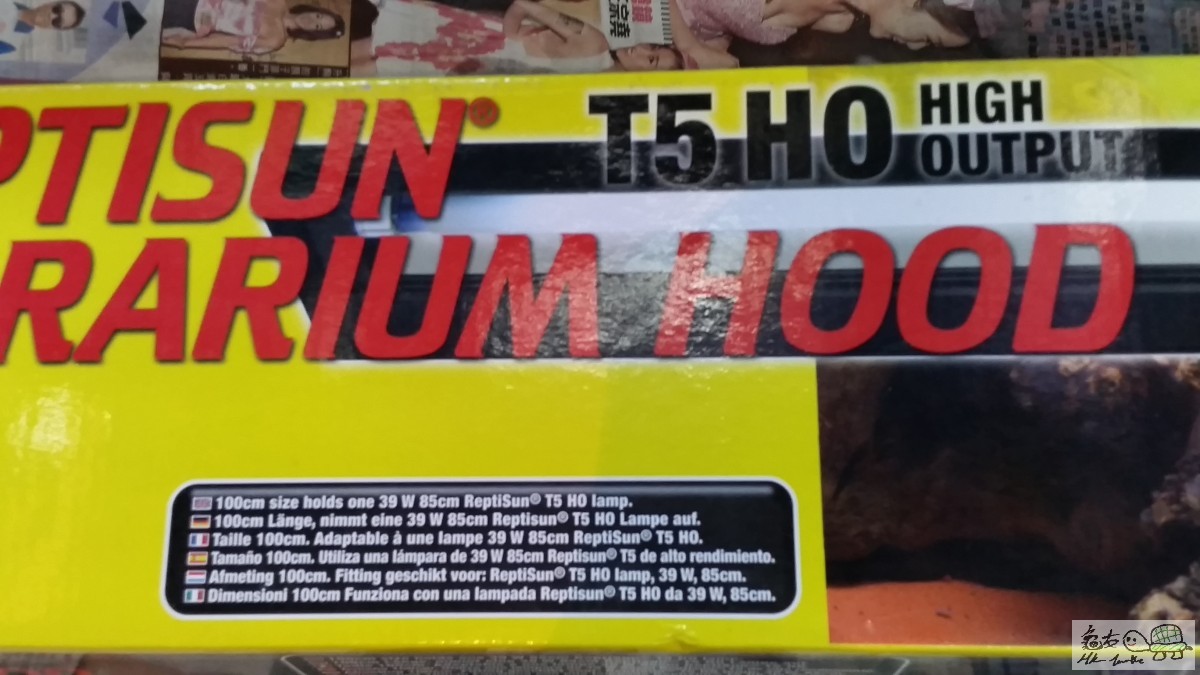 PTISUN®
T5 HO HIGH OUTPUT
RARIUM HOOD
100cm size holds one 39 W 85cm ReptiSun® T5 HO lamp.
100cm Länge, nimmt eine 39 W 85cm Reptisun® T5 HO Lampe auf.
Taille 100cm. Adaptable à une lampe 39 W 85cm ReptiSun® T5 HO.
Tamaño 100cm. Utiliza una lámpara de 39 W 85cm Reptisun® T5 de alto rendimiento.
Afmeting 100cm. Fitting geschikt voor: ReptiSun® T5 HO lamp, 39 W, 85cm.
Dimensioni 100cm Funziona con una lampada Reptisun® T5 HO da 39 W, 85cm.